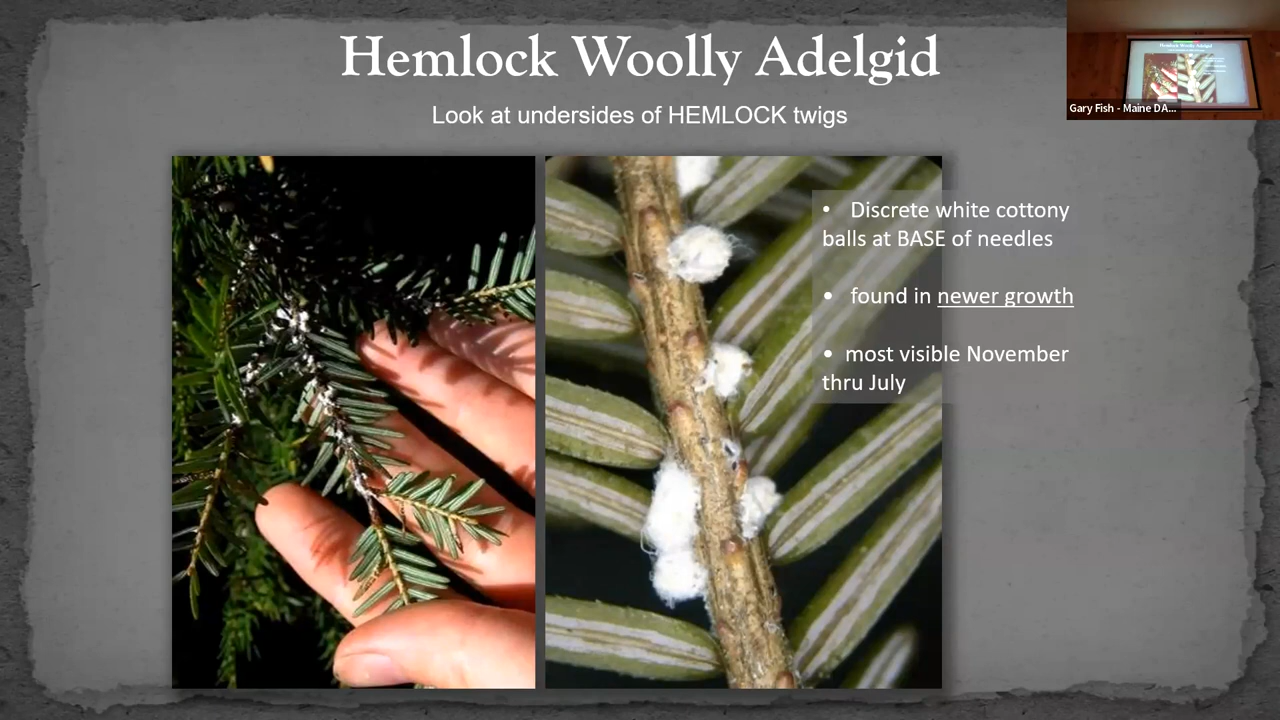 Hemlock Woolly Adelgid
Look at undersides of HEMLOCK twigs
Gary Fish - Maine DA...
• Discrete white cottony
balls at BASE of needles
• found in newer growth
• most visible November
thru July